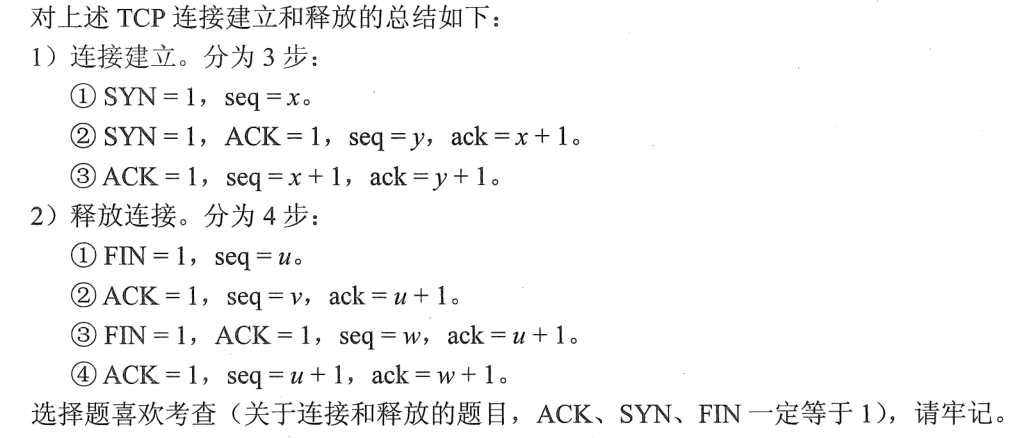 对上述 TCP 连接建立和释放的总结如下：
1）连接建立。分为 3 步：
① SYN = 1，seq = x。
② SYN = 1，ACK = 1，seq = y，ack = x + 1。
③ ACK = 1，seq = x + 1，ack = y + 1。
2）释放连接。分为 4 步：
① FIN = 1，seq = u。
② ACK = 1，seq = v，ack = u + 1。
③ FIN = 1，ACK = 1，seq = w，ack = u + 1。
④ ACK = 1，seq = u + 1，ack = w + 1。
选择题喜欢考查（关于连接和释放的题目，ACK、SYN、FIN 一定等于 1），请牢记。